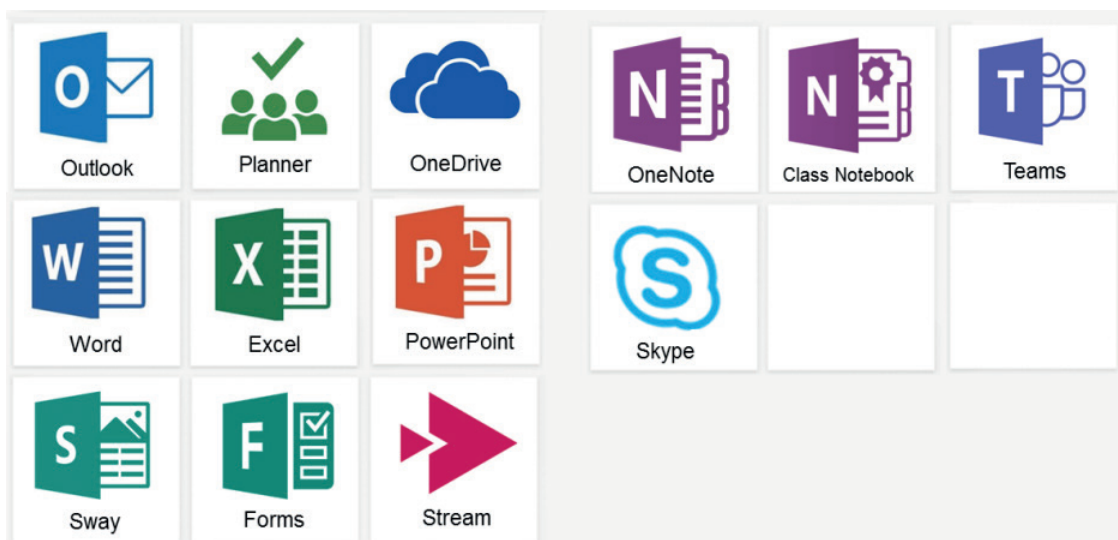 O
Outlook
Planner
OneDrive
N
OneNote
N
Class Notebook
T
Teams
W
Word
X
Excel
P
PowerPoint
S
Skype
S
Sway
F
Forms
Stream